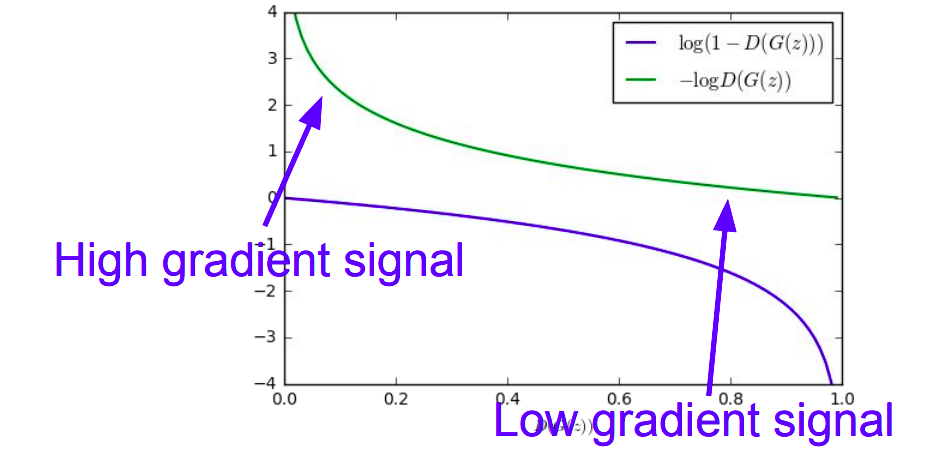 4
3
2
1
0
−1
−2
−3
−4
0.0 0.2 0.4 0.6 0.8 1.0
log(1 − D(G(z)))
−logD(G(z))
High gradient signal
Low gradient signal
D(G(z))